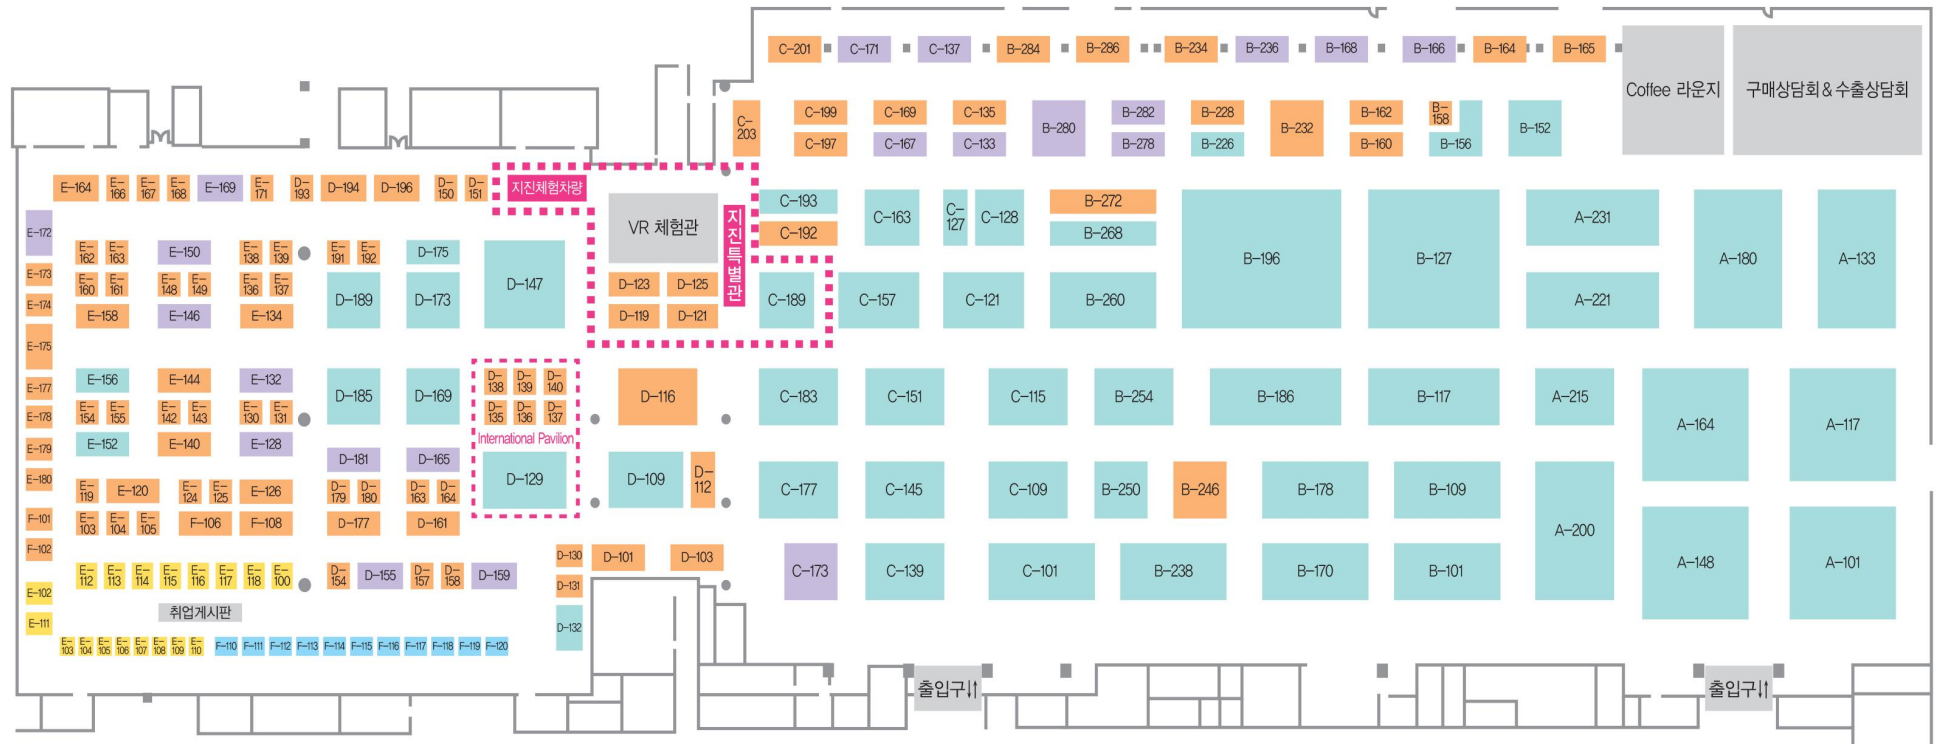 C-201 C-171 C-137 B-284 B-286 B-234 B-236 B-168 B-166 B-164 B-165
Coffee 라운지 구매상담회&수출상담회
C-203 C-199 C-169 C-135 B-280 B-282 B-228 B-232 B-162 B-158 B-152
C-197 C-167 C-133 B-278 B-226 B-160 B-156
E-164 E-166 E-167 E-168 E-169 E-171 D-193 D-194 D-196 D-150 D-151 지진체험차량
VR 체험관 지진특별관
C-193 C-163 C-127 C-128 B-272 A-231
E-172 C-192 B-268
E-162 E-163 E-150 E-138 E-139 E-191 E-192 D-175 D-147 B-196 B-127 A-180 A-133
E-173 E-160 E-161 E-148 E-149 E-136 E-137 D-189 D-173 D-123 D-125 C-189 C-157 C-121 B-260 A-221
E-174 E-158 E-146 E-134 D-119 D-121
E-175
E-177 E-156 E-144 E-132 D-185 D-169 D-138 D-139 D-140 D-116 C-183 C-151 C-115 B-254 B-186 B-117 A-215 A-164 A-117
E-178 E-154 E-155 E-142 E-143 E-130 E-131 D-135 D-136 D-137
E-179 E-152 E-140 E-128 International Pavilion
D-181 D-165
E-180 E-119 E-120 E-124 E-125 E-126 D-179 D-180 D-163 D-164 D-129 D-109 D-112 C-177 C-145 C-109 B-250 B-246 B-178 B-109
F-101 E-103 E-104 E-105 F-106 F-108 D-177 D-161 A-200
F-102 D-130 D-101 D-103
E-112 E-113 E-114 E-115 E-116 E-117 E-118 E-100 D-154 D-155 D-157 D-158 D-159 D-131 C-173 C-139 C-101 B-238 B-170 B-101 A-148 A-101
E-102 취업게시판
E-111 D-132
E-103 E-104 E-105 E-106 E-107 E-108 E-109 E-110 F-110 F-111 F-112 F-113 F-114 F-115 F-116 F-117 F-118 F-119 F-120
출입구 출입구